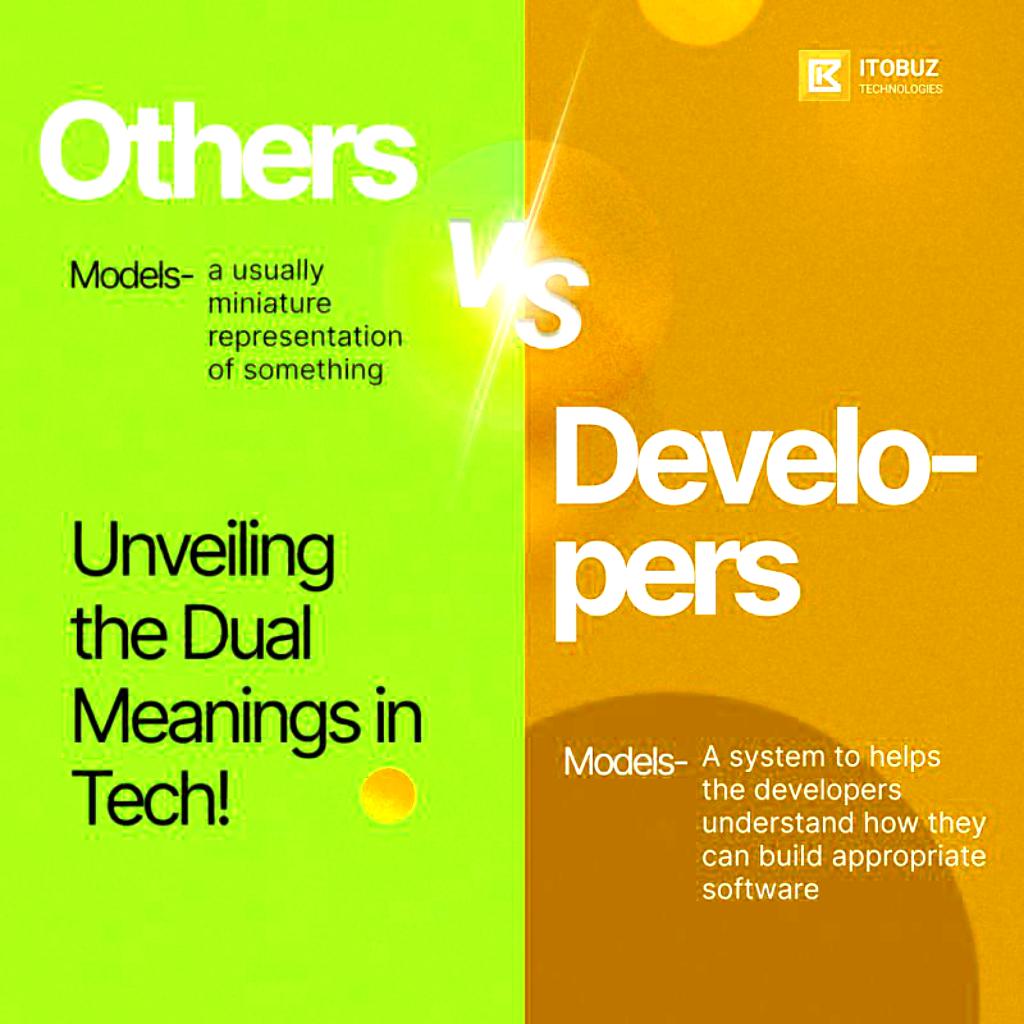 ITOBUZ
TECHNOLOGIES
Others
Models- a usually
miniature
representation
of something
vs
Develo-
pers
Unveiling
the Dual
Meanings in
Tech!
Models- A system to helps
the developers
understand how they
can build appropriate
software